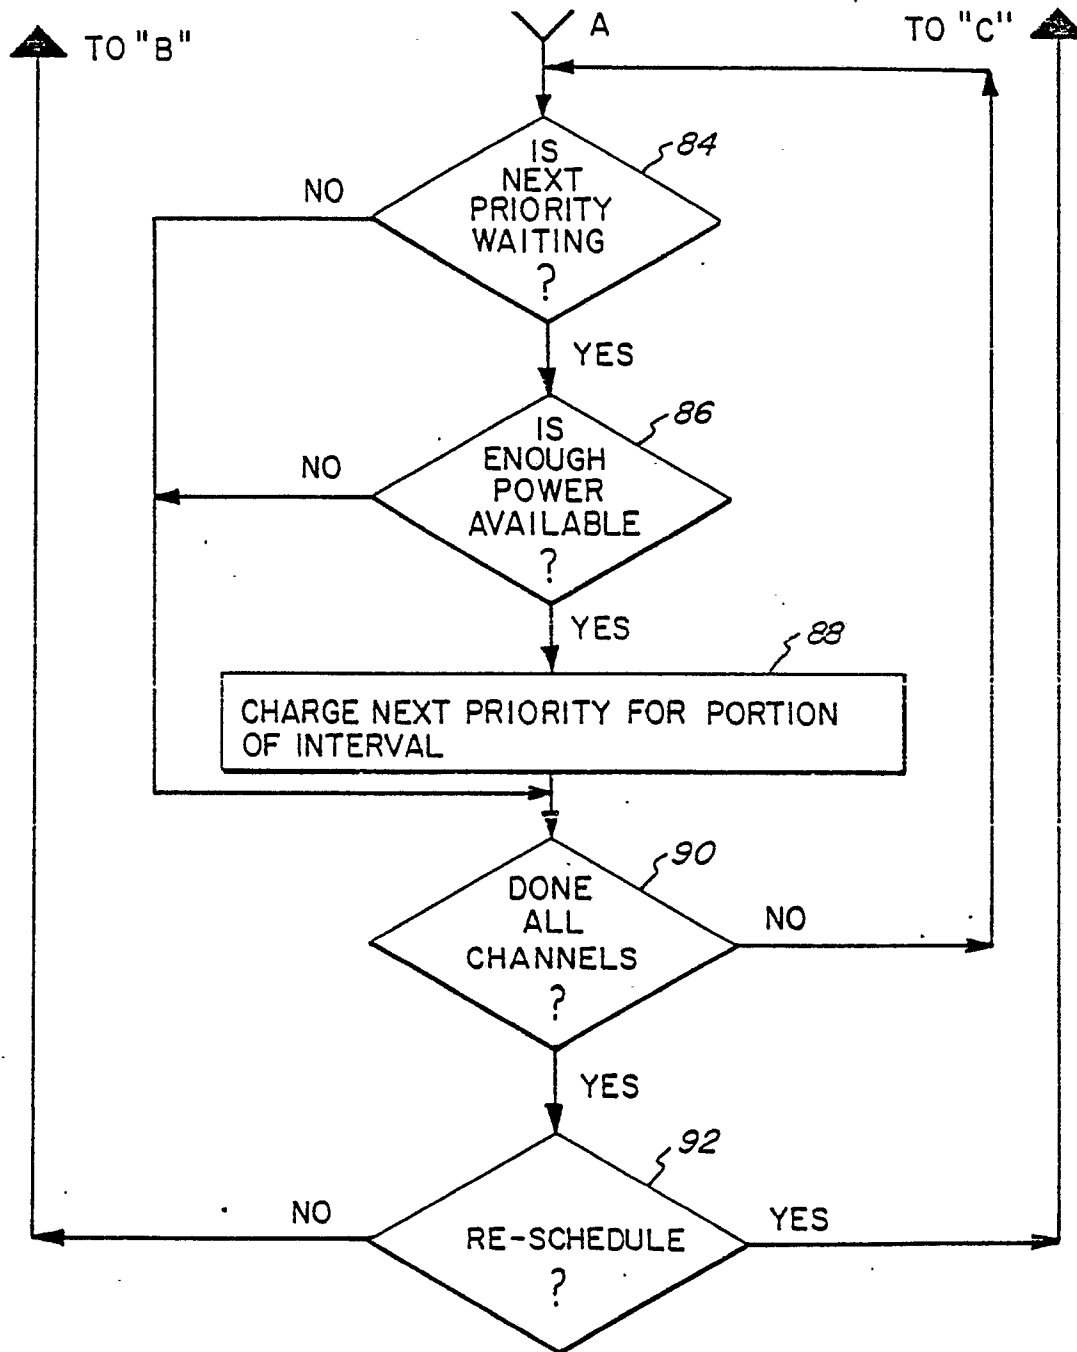 TO "B"
A
TO "C"
84
IS
NEXT
PRIORITY
WAITING
?
NO
YES
86
IS
ENOUGH
POWER
AVAILABLE
?
NO
YES
88
CHARGE NEXT PRIORITY FOR PORTION
OF INTERVAL
90
DONE
ALL
CHANNELS
?
NO
YES
92
RE-SCHEDULE
?
NO
YES